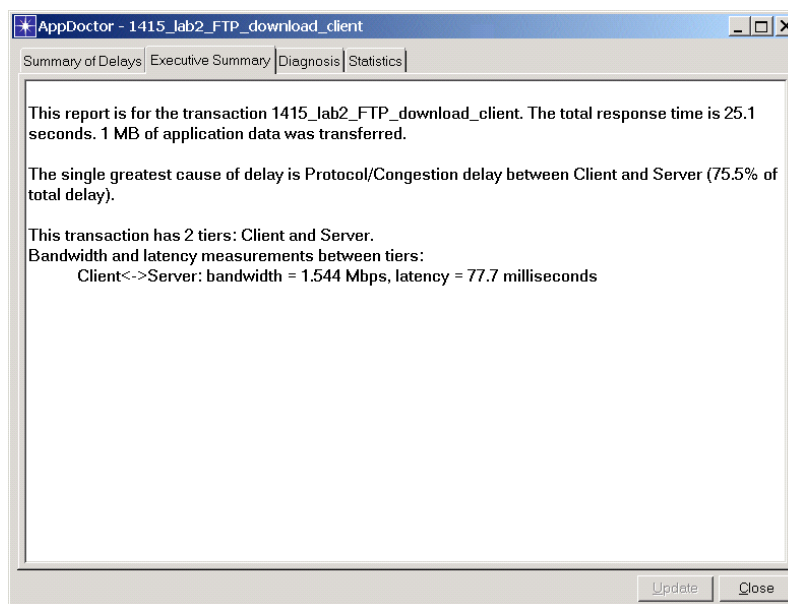 AppDoctor - 1415_lab2_FTP_download_client
Summary of Delays Executive Summary Diagnosis Statistics
This report is for the transaction 1415_lab2_FTP_download_client. The total response time is 25.1
seconds. 1 MB of application data was transferred.
The single greatest cause of delay is Protocol/Congestion delay between Client and Server (75.5% of
total delay).
This transaction has 2 tiers: Client and Server.
Bandwidth and latency measurements between tiers:
Client<->Server: bandwidth = 1.544 Mbps, latency = 77.7 milliseconds
Update Close